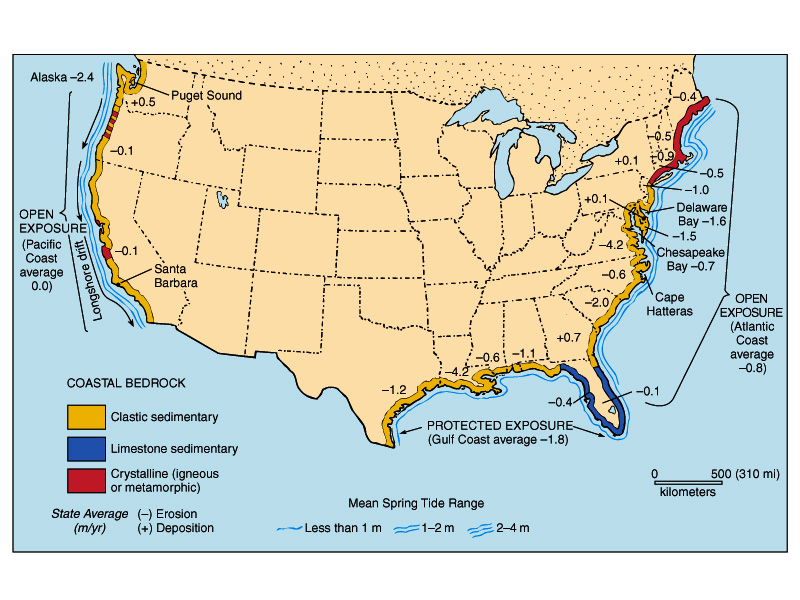 Alaska –2.4
Puget Sound
+0.5
–0.1
OPEN
EXPOSURE
(Pacific
Coast
average
0.0)
Longshore drift
–0.1
Santa
Barbara
–0.4
–0.5
–0.9
+0.1
–0.5
–1.0
+0.1
Delaware
Bay –1.6
–1.5
–4.2
Chesapeake
Bay –0.7
–0.6
Cape
Hatteras
–2.0
OPEN
EXPOSURE
(Atlantic
Coast
average
–0.8)
+0.7
–1.1
–0.6
–4.2
–1.2
–0.4
–0.1
PROTECTED EXPOSURE
(Gulf Coast average –1.8)
COASTAL BEDROCK
Clastic sedimentary
Limestone sedimentary
Crystalline (igneous
or metamorphic)
0 500 (310 mi)
kilometers
State Average (–) Erosion
(m/yr) (+) Deposition
Mean Spring Tide Range
Less than 1 m 1–2 m 2–4 m